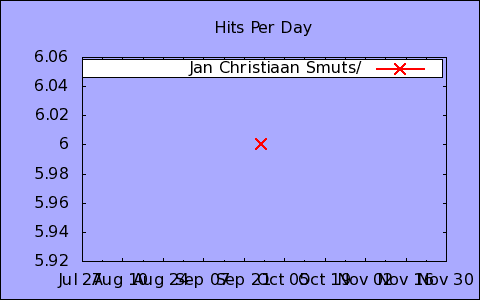 Hits Per Day
6.06
Jan Christiaan Smuts/
6.04
6.02
6
5.98
5.96
5.94
5.92
Jul 27 Aug 10 Aug 24 Sep 07 Sep 21 Oct 05 Oct 19 Nov 02 Nov 16 Nov 30